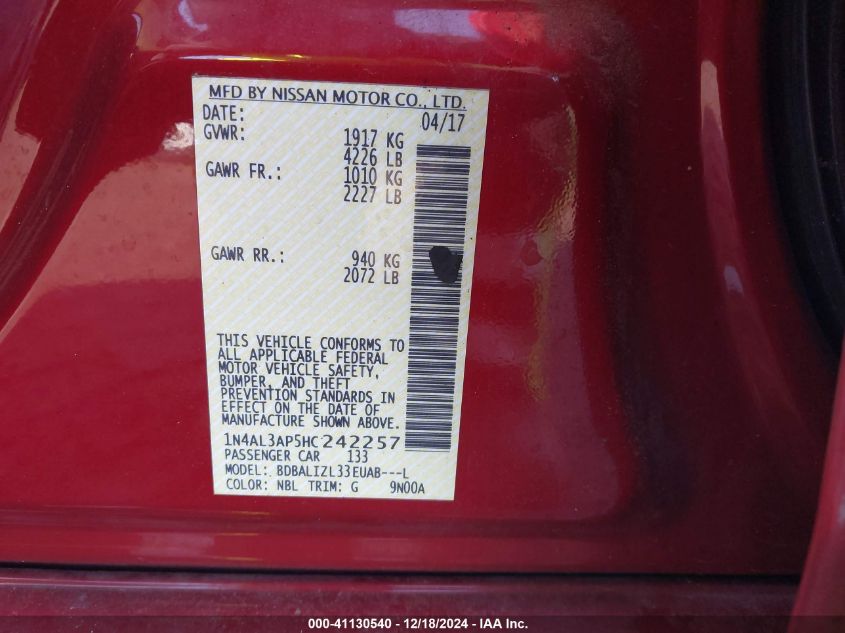 MFD BY NISSAN MOTOR CO., LTD.
DATE: 04/17
GVWR: 1917 KG
4226 LB
GAWR FR.: 1010 KG
2227 LB
GAWR RR.: 940 KG
2072 LB
THIS VEHICLE CONFORMS TO
ALL APPLICABLE FEDERAL
MOTOR VEHICLE SAFETY,
BUMPER, AND THEFT
PREVENTION STANDARDS IN
EFFECT ON THE DATE OF
MANUFACTURE SHOWN ABOVE.
1N4AL3AP5HC242257
PASSENGER CAR 133
MODEL: BDBALIZL33EUAB---L
COLOR: NBL TRIM: G 9N00A
000-41130540 - 12/18/2024 - IAA Inc.